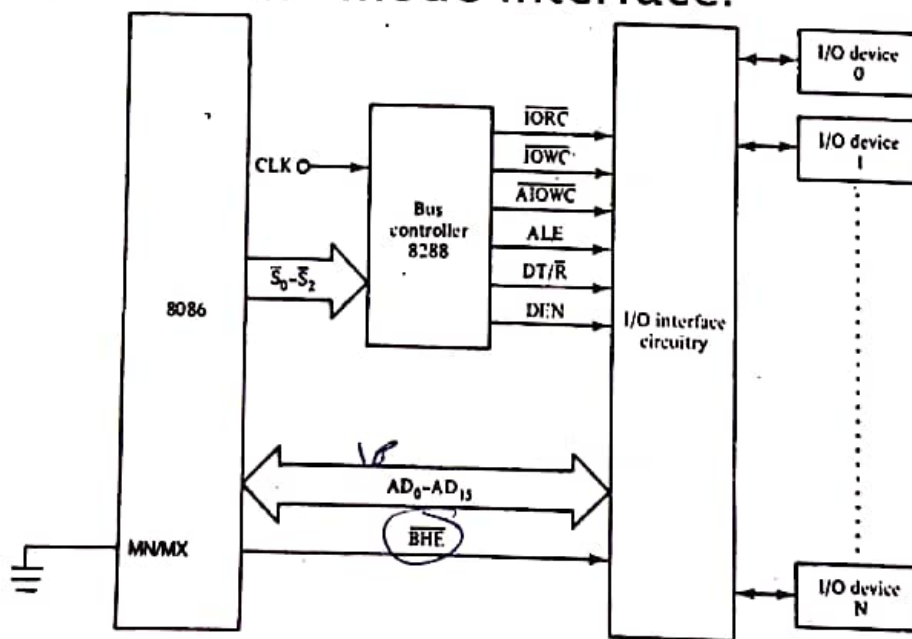 mode interface.
I/O device
0
I/O device
1
IORC
IOWC
AIOWC
ALE
DT/R̅
DEN
CLK
Bus
controller
8288
S̅₀-S̅₂
8086
I/O interface
circuitry
AD₀-AD₁₅
BHE
MN/MX
I/O device
N